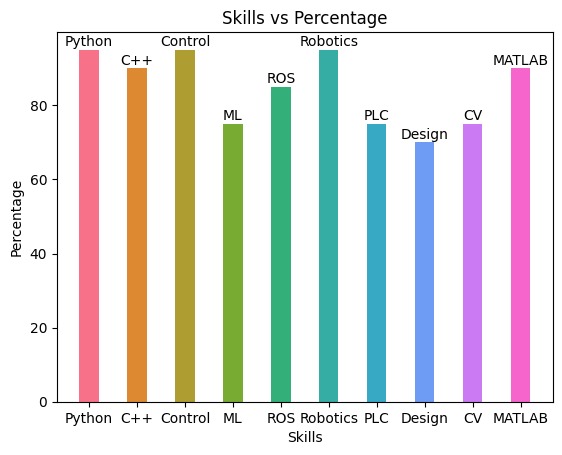 Skills vs Percentage
Python Control Robotics
C++ MATLAB
ROS
ML PLC CV
Design
80
60
40
20
0
Percentage
Python C++ Control ML ROS Robotics PLC Design CV MATLAB
Skills